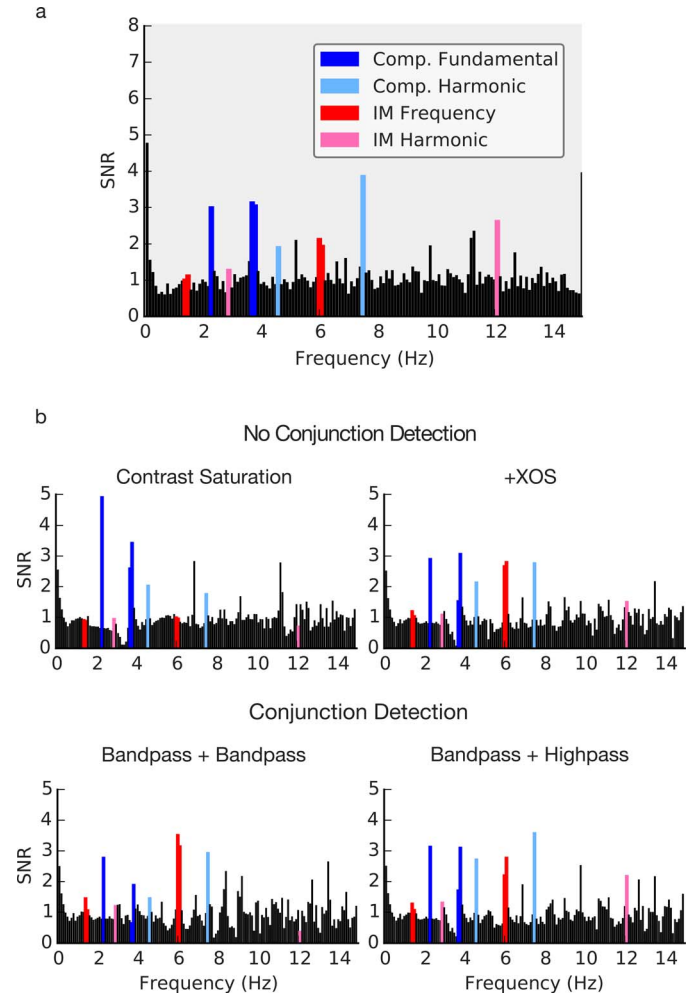 a
8
7
6
5
4
3
2
1
0
SNR
Comp. Fundamental
Comp. Harmonic
IM Frequency
IM Harmonic
0 2 4 6 8 10 12 14
Frequency (Hz)
b
No Conjunction Detection
Contrast Saturation
+XOS
5
4
3
2
1
0
SNR
0 2 4 6 8 10 12 14
5
4
3
2
1
0
0 2 4 6 8 10 12 14
Conjunction Detection
Bandpass + Bandpass
Bandpass + Highpass
5
4
3
2
1
0
SNR
0 2 4 6 8 10 12 14
Frequency (Hz)
5
4
3
2
1
0
0 2 4 6 8 10 12 14
Frequency (Hz)